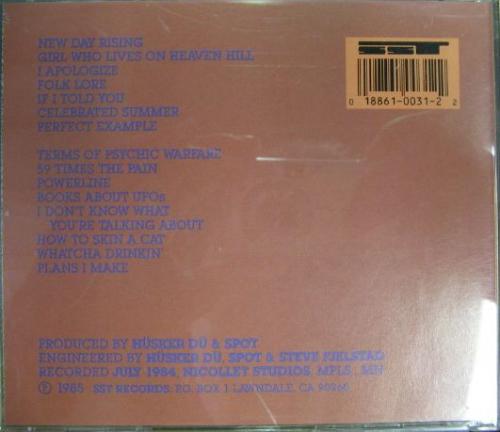 NEW DAY RISING
GIRL WHO LIVES ON HEAVEN HILL
I APOLOGIZE
FOLK LORE
IF I TOLD YOU
CELEBRATED SUMMER
PERFECT EXAMPLE
SST
0 18861-0031-2 2
TERMS OF PSYCHIC WARFARE
59 TIMES THE PAIN
POWERLINE
BOOKS ABOUT UFOs
I DON'T KNOW WHAT
YOU'RE TALKING ABOUT
HOW TO SKIN A CAT
WHATCHA DRINKIN'
PLANS I MAKE
PRODUCED BY HÜSKER DÜ & SPOT
ENGINEERED BY HÜSKER DÜ, SPOT & STEVE FJELSTAD
RECORDED JULY 1984, NICOLLET STUDIOS, MPLS., MN
Ⓟ 1985 SST RECORDS, P.O. BOX 1 LAWNDALE, CA 90260